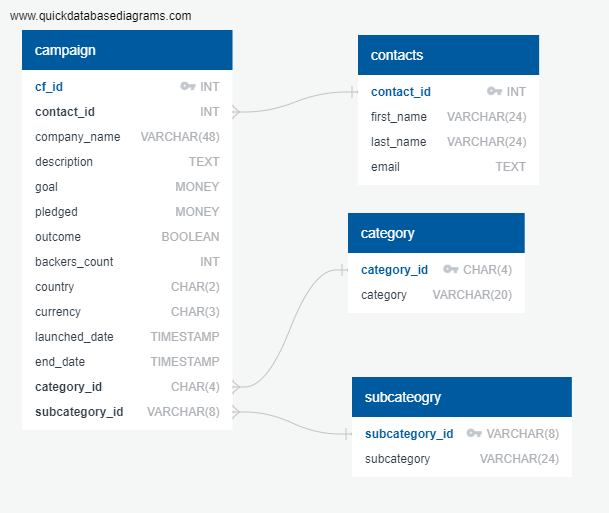 www.quickdatabasediagrams.com
campaign
cf_id INT
contact_id INT
company_name VARCHAR(48)
description TEXT
goal MONEY
pledged MONEY
outcome BOOLEAN
backers_count INT
country CHAR(2)
currency CHAR(3)
launched_date TIMESTAMP
end_date TIMESTAMP
category_id CHAR(4)
subcategory_id VARCHAR(8)
contacts
contact_id INT
first_name VARCHAR(24)
last_name VARCHAR(24)
email TEXT
category
category_id CHAR(4)
category VARCHAR(20)
subcateogry
subcategory_id VARCHAR(8)
subcategory VARCHAR(24)